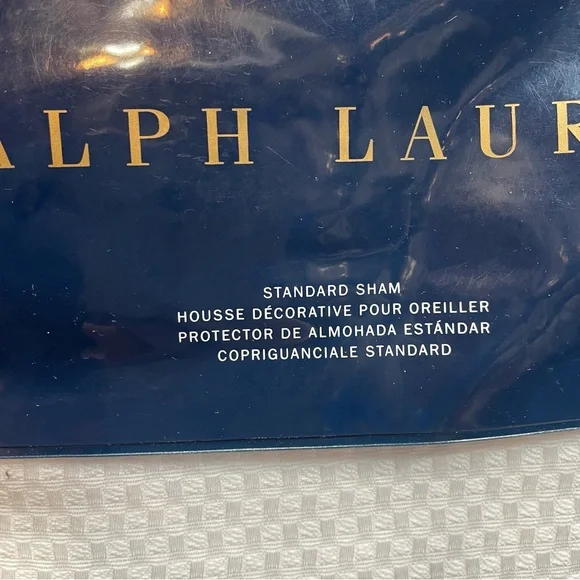 ALPH LAUR
STANDARD SHAM
HOUSSE DÉCORATIVE POUR OREILLER
PROTECTOR DE ALMOHADA ESTÁNDAR
COPRIGUANCIALE STANDARD